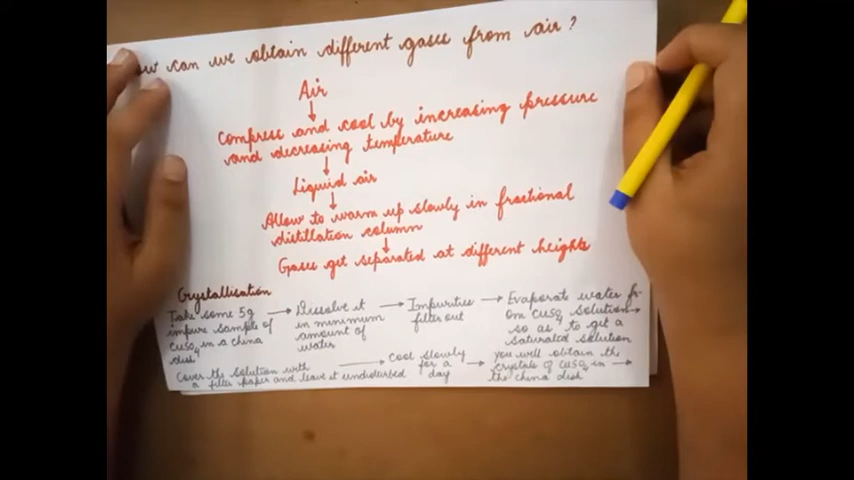 ow can we obtain different gases from air?
Air
Compress and cool by increasing pressure
and decreasing temperature
Liquid air
Allow to warm up slowly in fractional
distillation column
Gases get separated at different heights
Crystallisation
Take some 5g
impure sample of
CuSO4 in a china
dish
Dissolve it
in minimum
amount of
water
Impurities
filter out
Evaporate water fr-
om CuSO4 solution
so as to get a
saturated solution
Cover the solution with
a filter paper and leave it undisturbed
cool slowly
for a
day
you will obtain the
crystals of CuSO4 in
the china dish